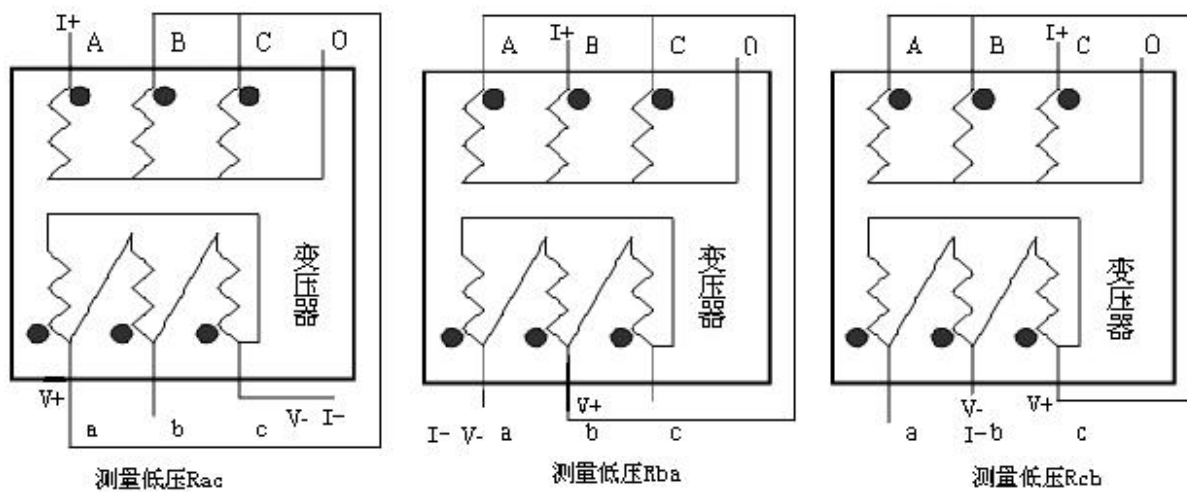 I+ A B C O
变压器
V+ a b c V- I-
测量低压Rac
A I+ B C O
变压器
I- V- a V+ b c
测量低压Rba
A B I+ C O
变压器
a V- I- b V+ c
测量低压Rcb